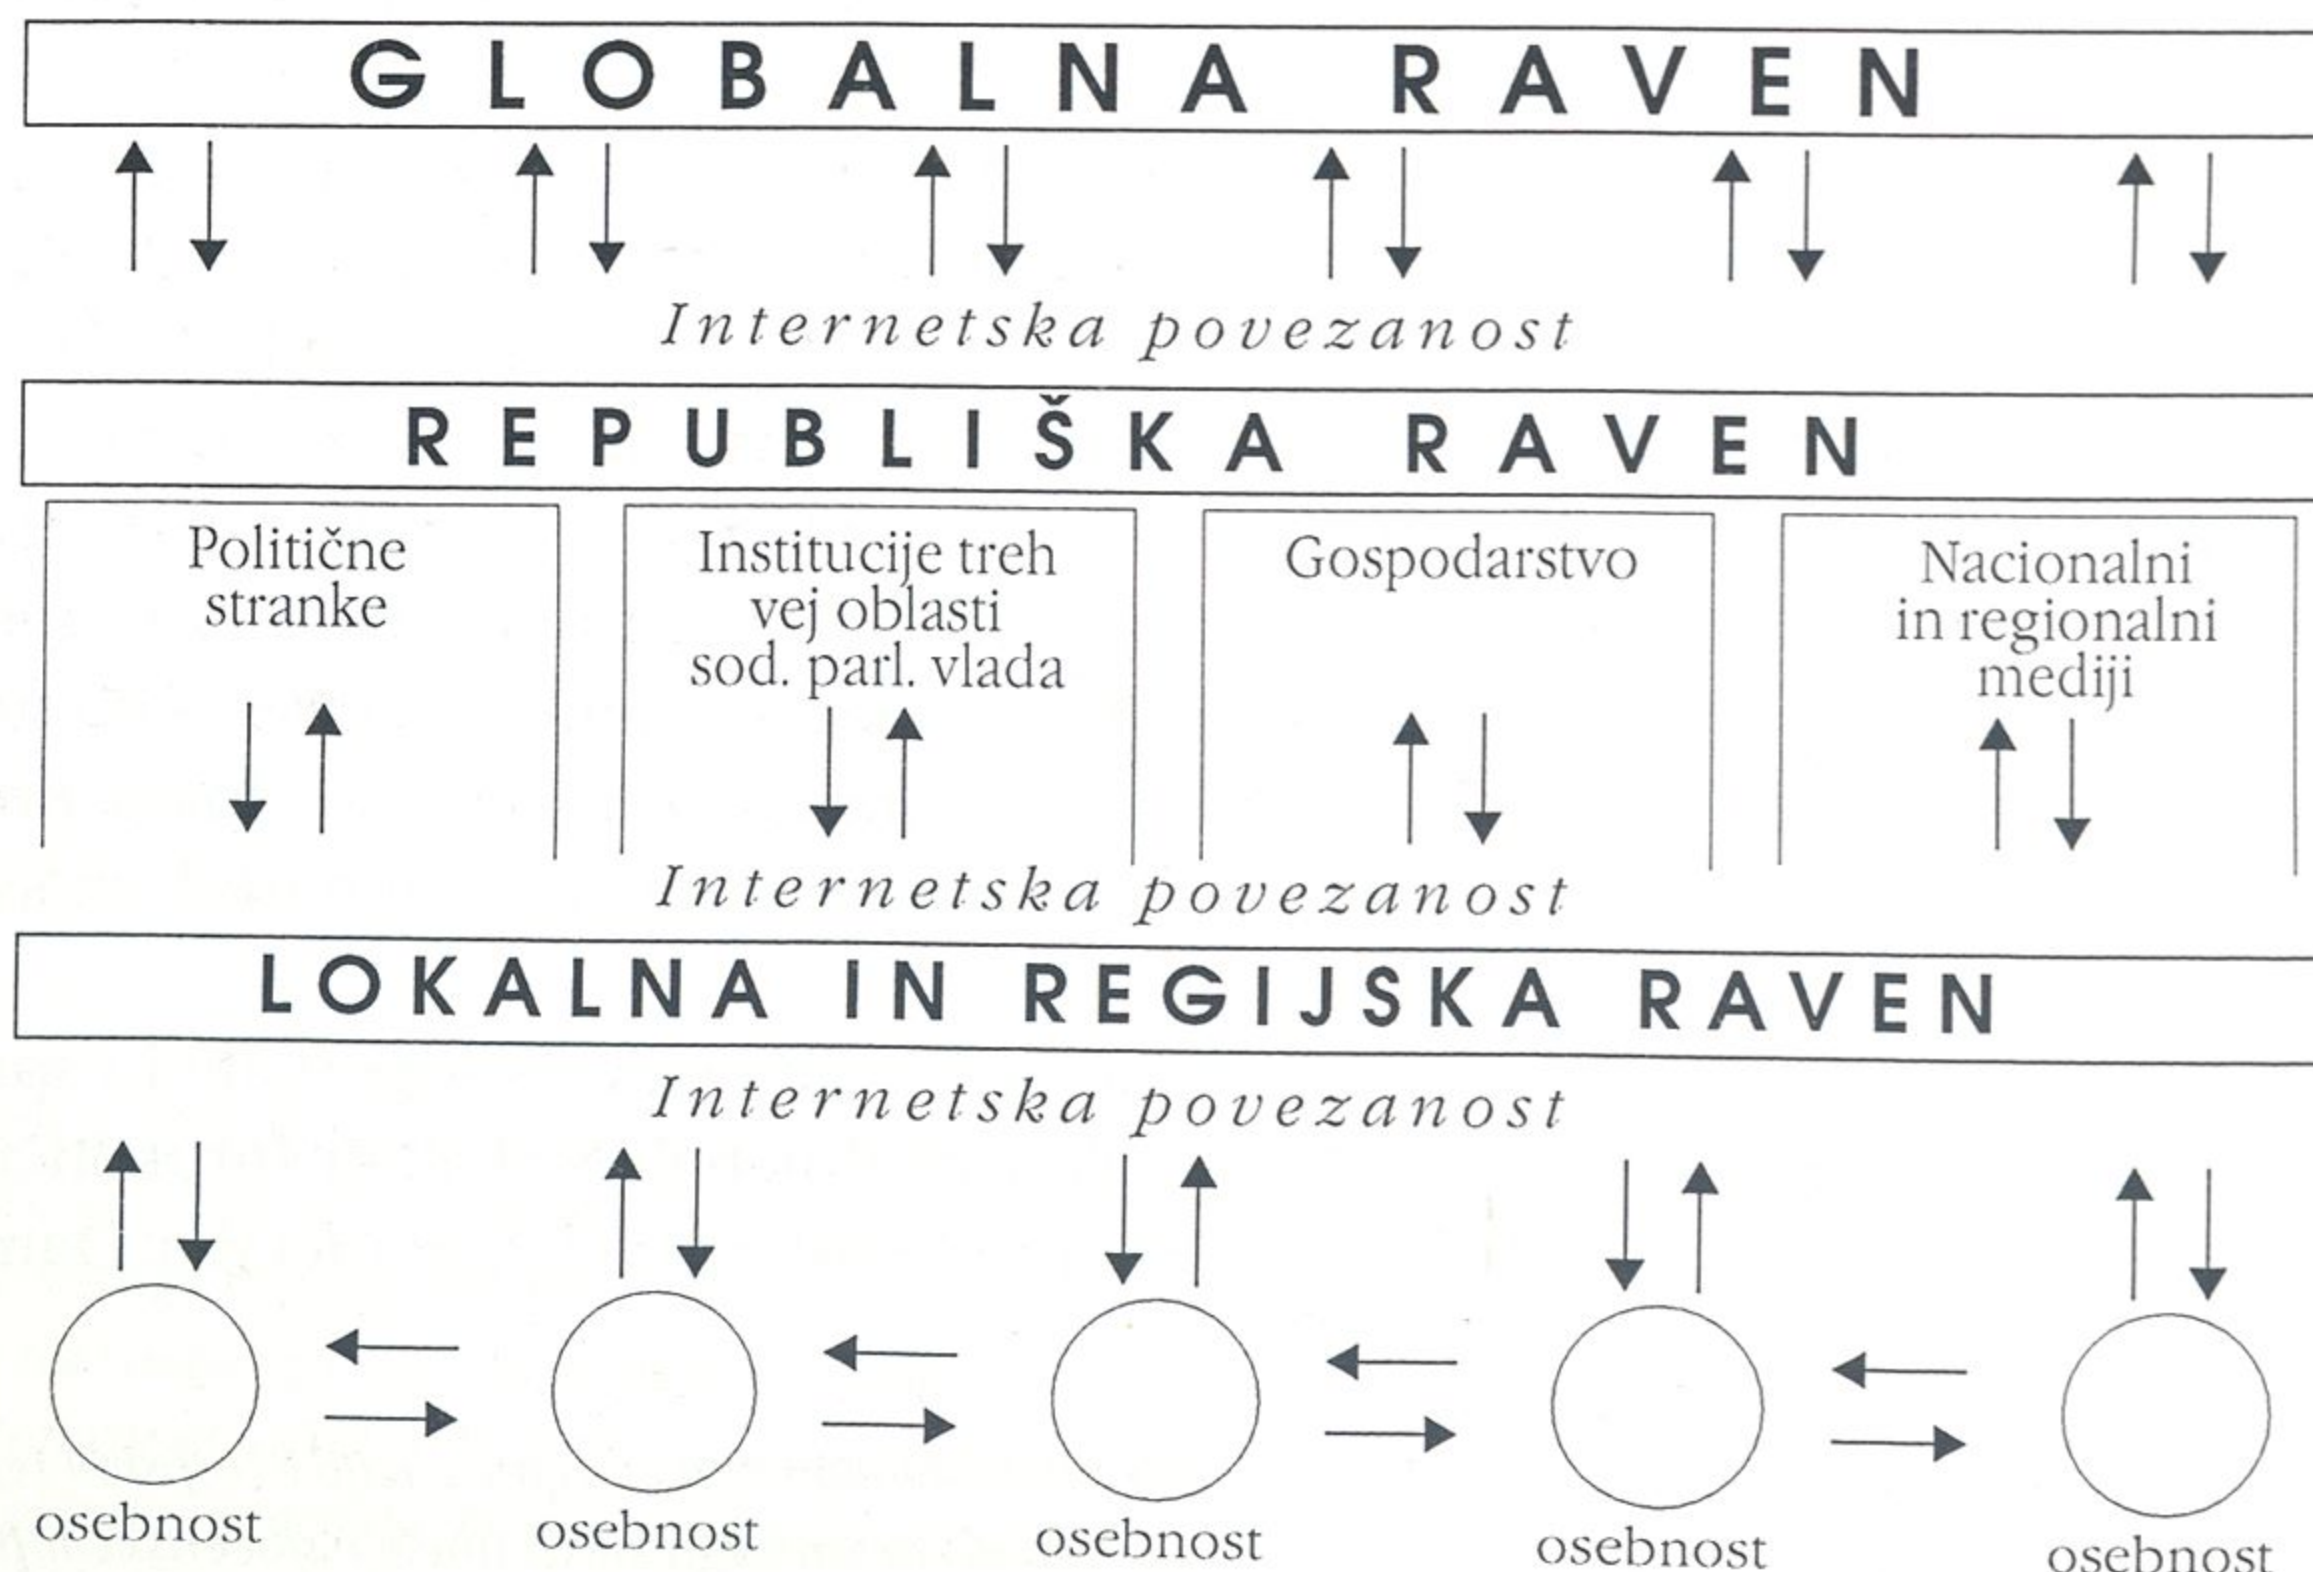 GLOBALNA RAVEN
Internetska povezanost
REPUBLIŠKA RAVEN
Politične
stranke
Institucije treh
vej oblasti
sod. parl. vlada
Gospodarstvo
Nacionalni
in regionalni
mediji
Internetska povezanost
LOKALNA IN REGIJSKA RAVEN
Internetska povezanost
osebnost
osebnost
osebnost
osebnost
osebnost